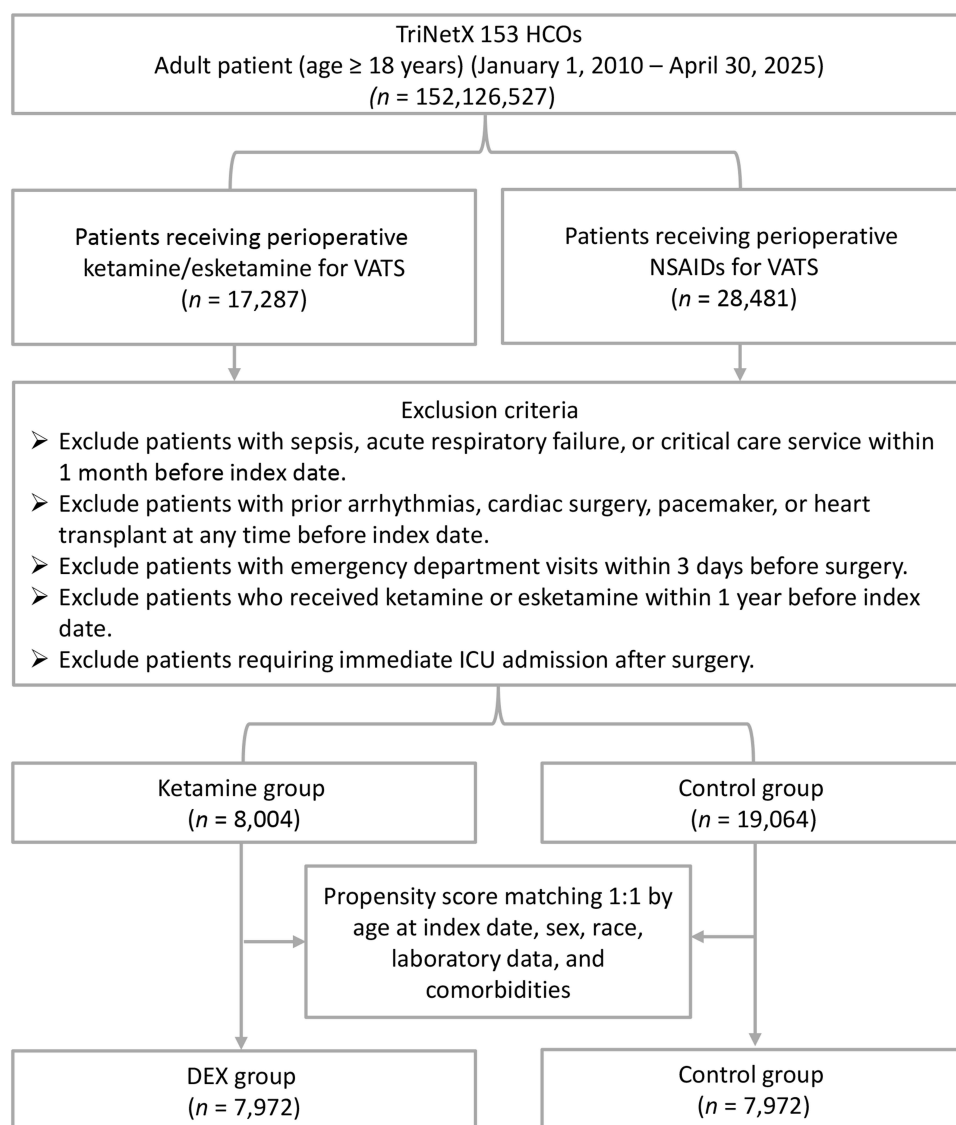 TriNetX 153 HCOs
Adult patient (age ≥ 18 years) (January 1, 2010 – April 30, 2025)
(n = 152,126,527)
Patients receiving perioperative
ketamine/esketamine for VATS
(n = 17,287)
Patients receiving perioperative
NSAIDs for VATS
(n = 28,481)
Exclusion criteria
➢ Exclude patients with sepsis, acute respiratory failure, or critical care service within
1 month before index date.
➢ Exclude patients with prior arrhythmias, cardiac surgery, pacemaker, or heart
transplant at any time before index date.
➢ Exclude patients with emergency department visits within 3 days before surgery.
➢ Exclude patients who received ketamine or esketamine within 1 year before index
date.
➢ Exclude patients requiring immediate ICU admission after surgery.
Ketamine group
(n = 8,004)
Control group
(n = 19,064)
Propensity score matching 1:1 by
age at index date, sex, race,
laboratory data, and
comorbidities
DEX group
(n = 7,972)
Control group
(n = 7,972)